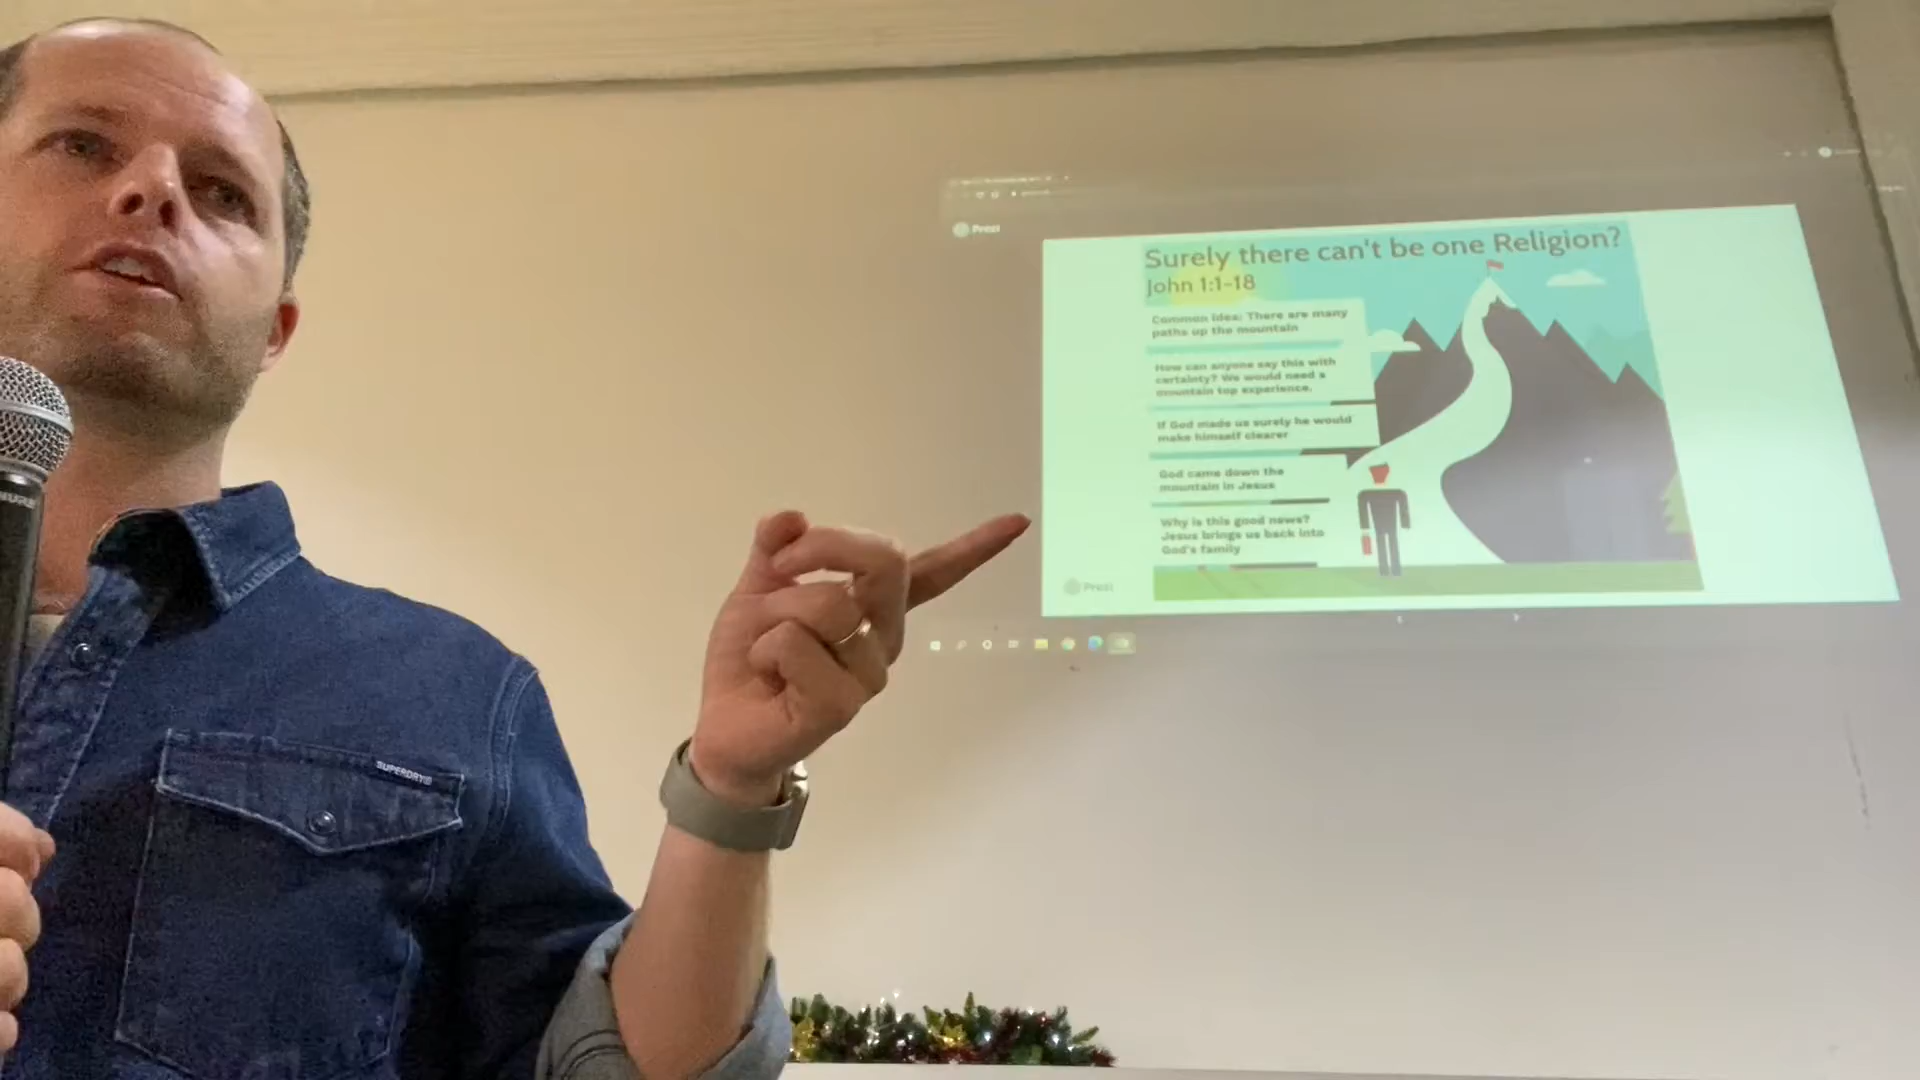 Prezi
Surely there can't be one Religion?
John 1:1-18
Common idea: There are many
paths up the mountain
How can anyone say this with
certainty? We would need a
mountain top experience.
If God made us surely he would
make himself clearer
God came down the
mountain in Jesus
Why is this good news?
Jesus brings us back into
God's family
Prezi
SUPERDRY